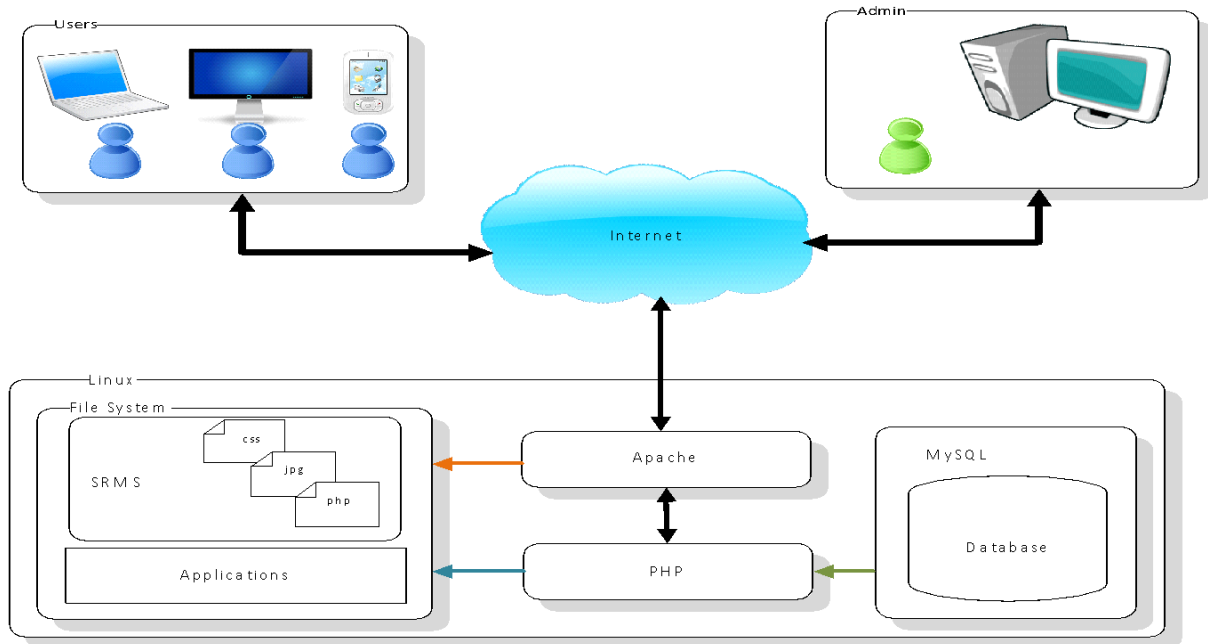 Users
Admin
Internet
Linux
File System
css
jpg
php
SRMS
Applications
Apache
PHP
MySQL
Database